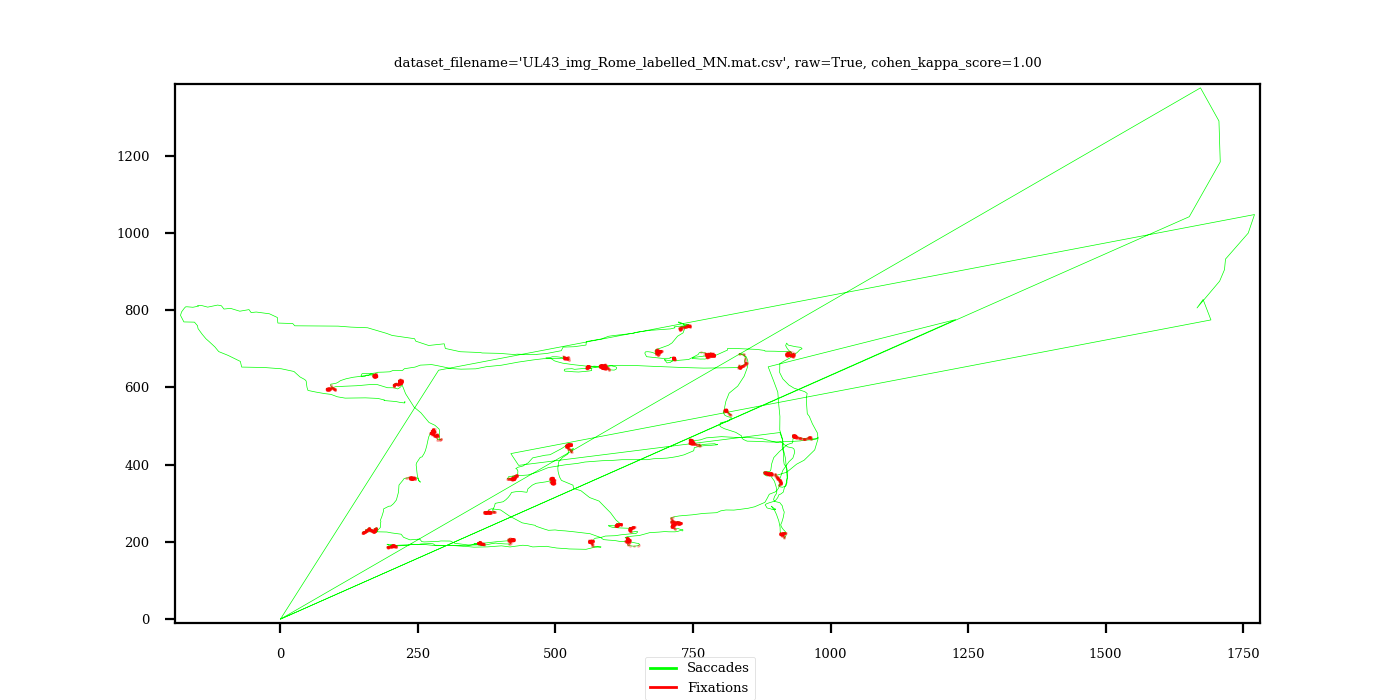 dataset_filename='UL43_img_Rome_labelled_MN.mat.csv', raw=True, cohen_kappa_score=1.00
1200
1000
800
600
400
200
0
0 250 500 750 1000 1250 1500 1750
Saccades
Fixations